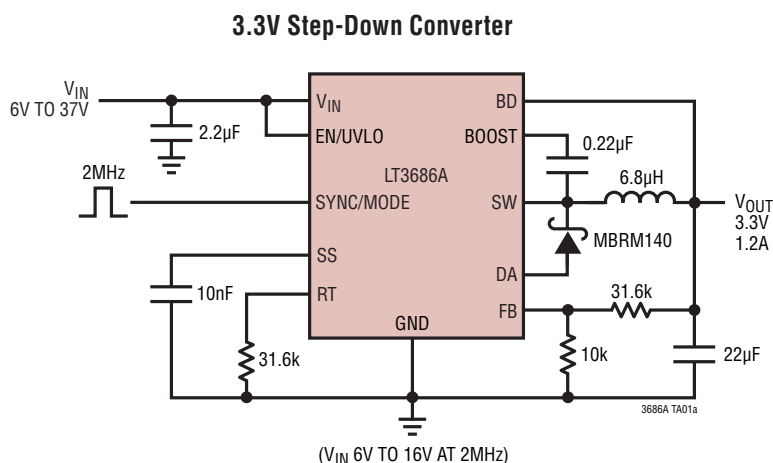 3.3V Step-Down Converter
VIN
6V TO 37V
2.2µF
2MHz
10nF
31.6k
VIN
EN/UVLO
SYNC/MODE
SS
RT
LT3686A
GND
BD
BOOST
SW
DA
FB
0.22µF
6.8µH
MBRM140
VOUT
3.3V
1.2A
31.6k
10k
22µF
3686A TA01a
(VIN 6V TO 16V AT 2MHz)